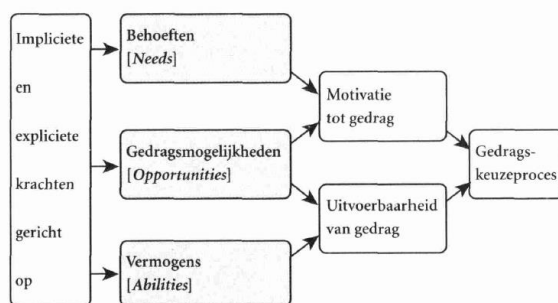 Impliciete
en
expliciete
krachten
gericht
op
Behoeften
[Needs]
Gedragsmogelijkheden
[Opportunities]
Vermogens
[Abilities]
Motivatie
tot gedrag
Uitvoerbaarheid
van gedrag
Gedrags-
keuzeproces